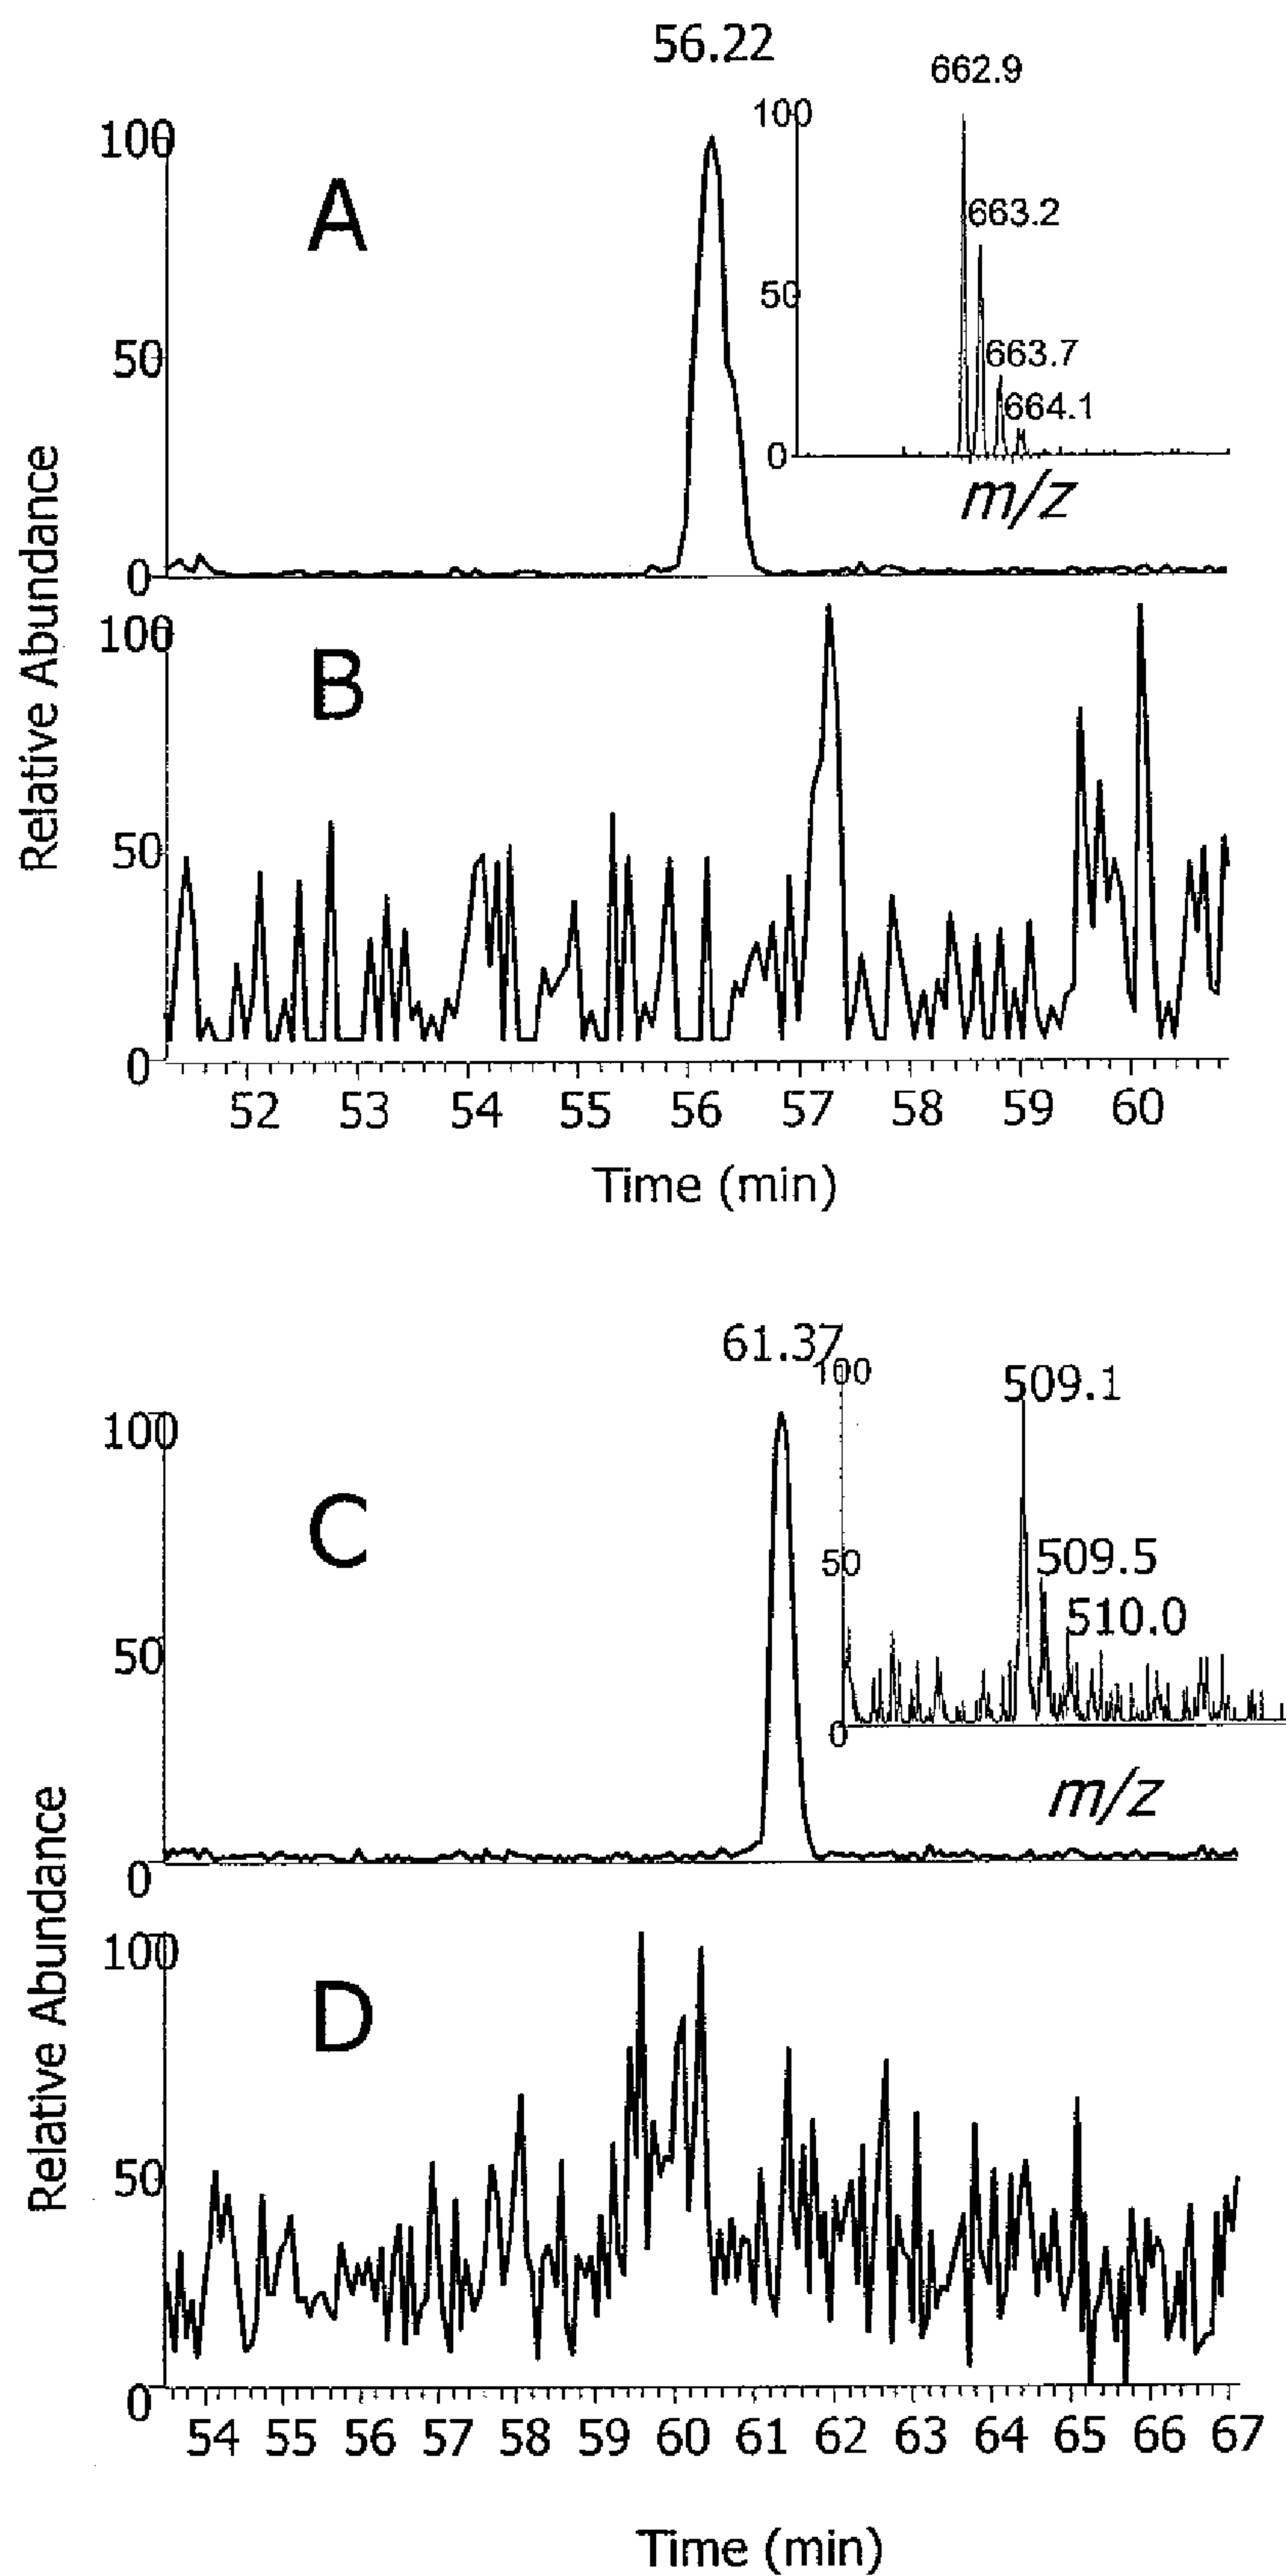 56.22
662.9
100
100
A
663.2
50
663.7
50
664.1
0
m/z
0
Relative Abundance
100
B
50
0
52 53 54 55 56 57 58 59 60
Time (min)
61.37
100
509.1
100
C
50
509.5
510.0
50
0
m/z
0
Relative Abundance
100
D
50
0
54 55 56 57 58 59 60 61 62 63 64 65 66 67
Time (min)